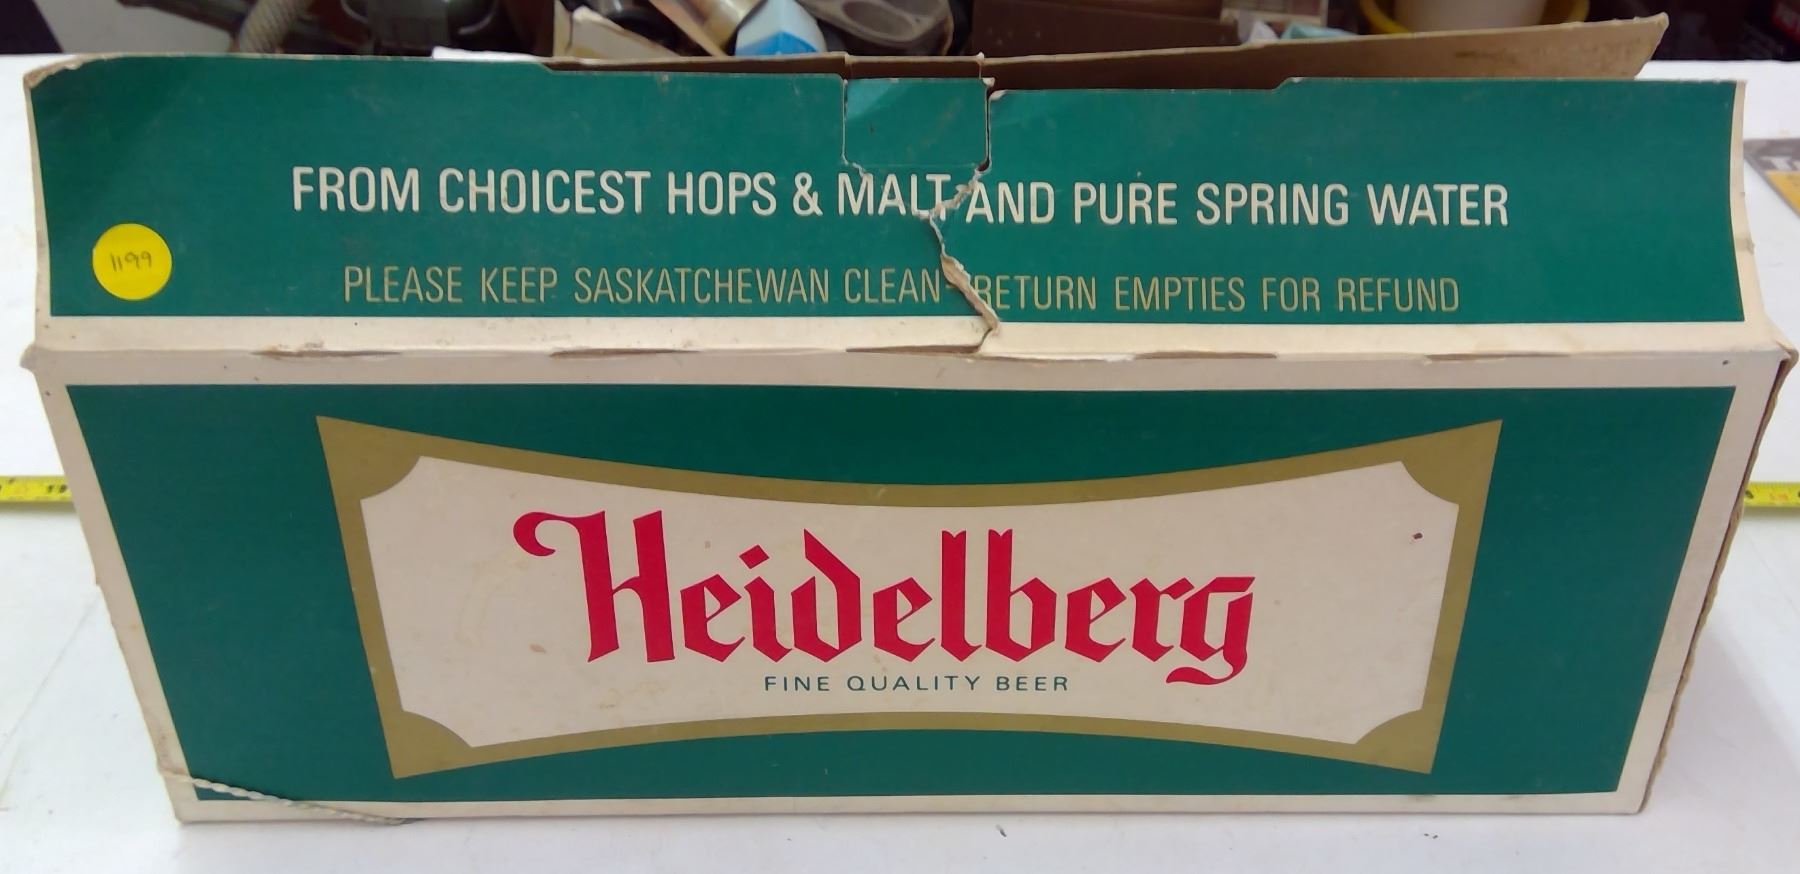 FROM CHOICEST HOPS & MALT AND PURE SPRING WATER
1199
PLEASE KEEP SASKATCHEWAN CLEAN - RETURN EMPTIES FOR REFUND
Heidelberg
FINE QUALITY BEER